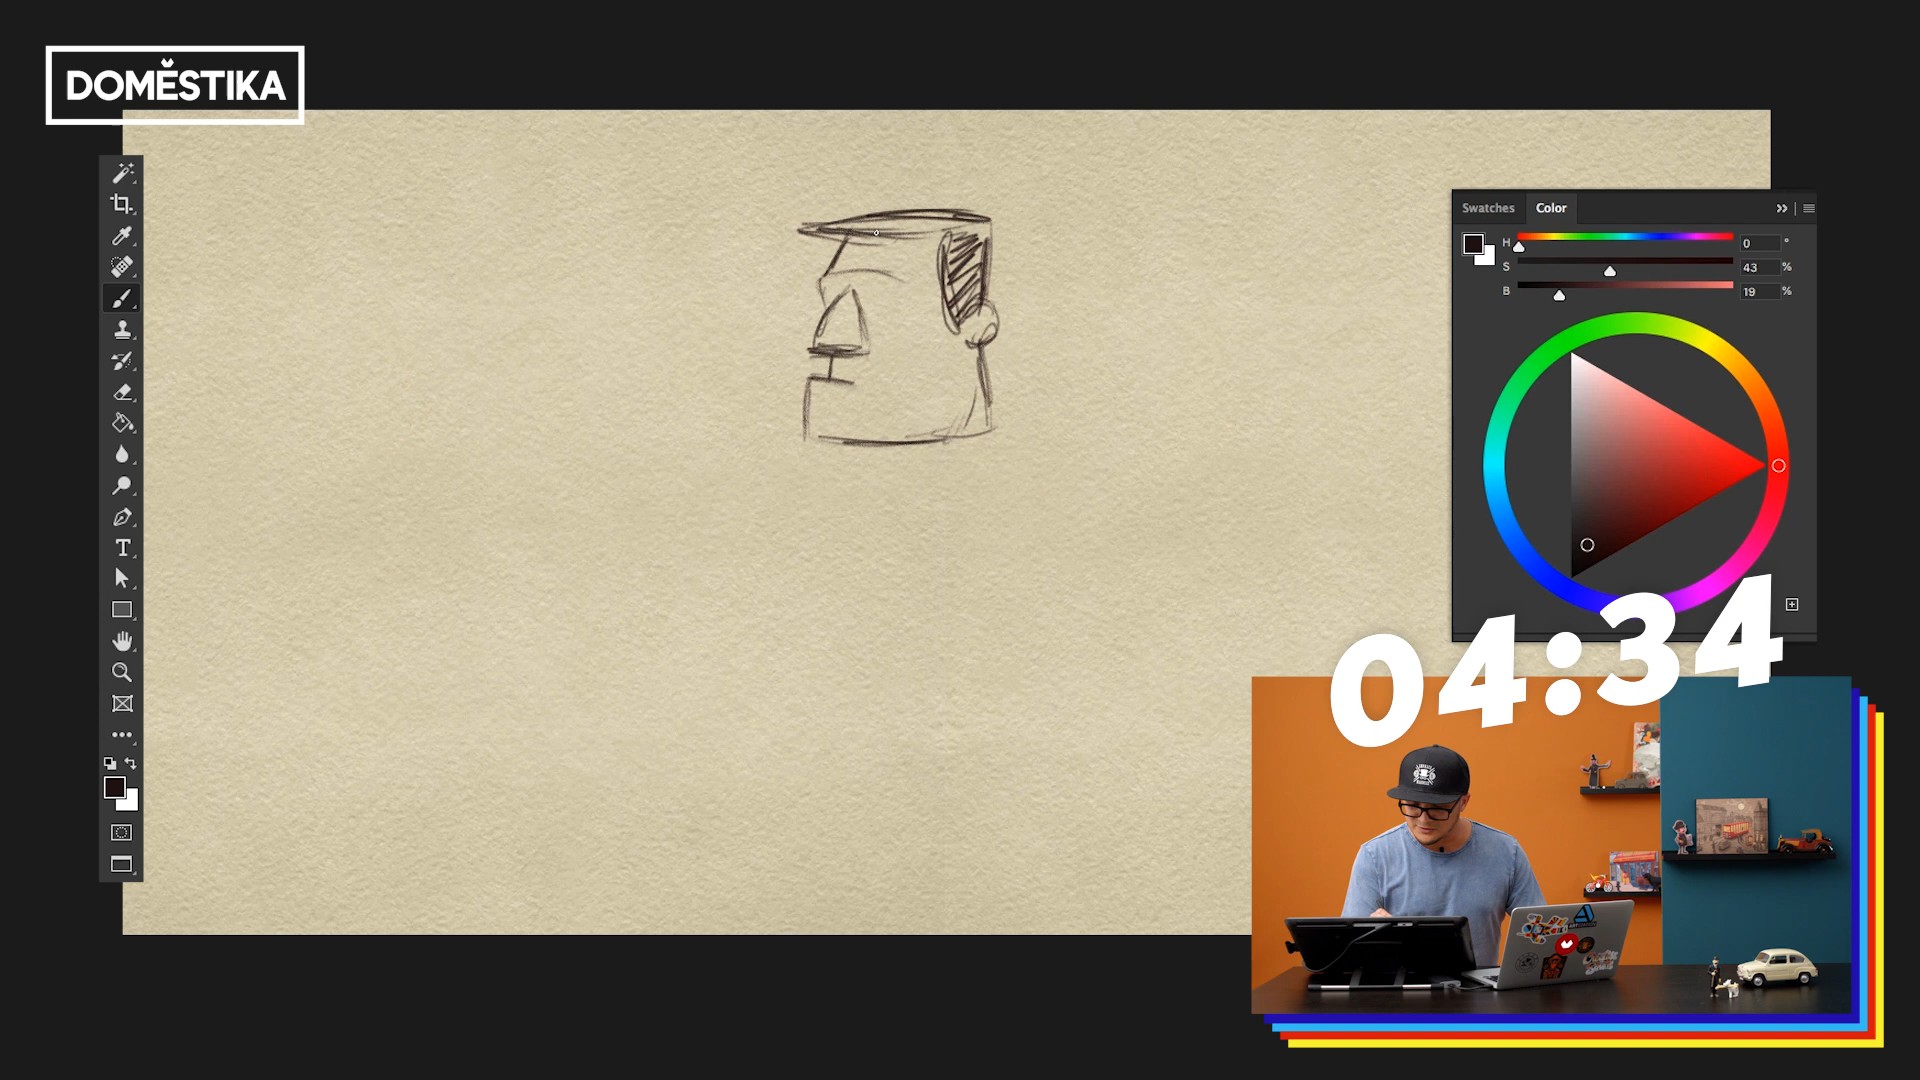 DOMESTIKA
Swatches Color
H 0 °
S 43 %
B 19 %
04:34